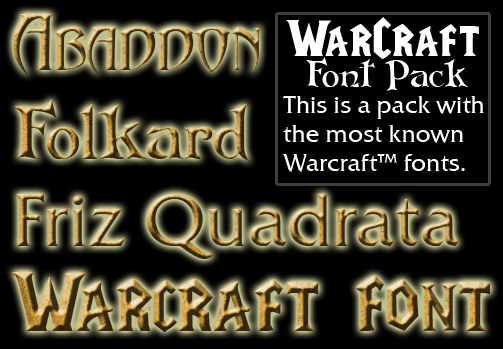 Abaddon
Folkard
Friz Quadrata
Warcraft font
WarCraft
Font Pack
This is a pack with
the most known
Warcraft™ fonts.